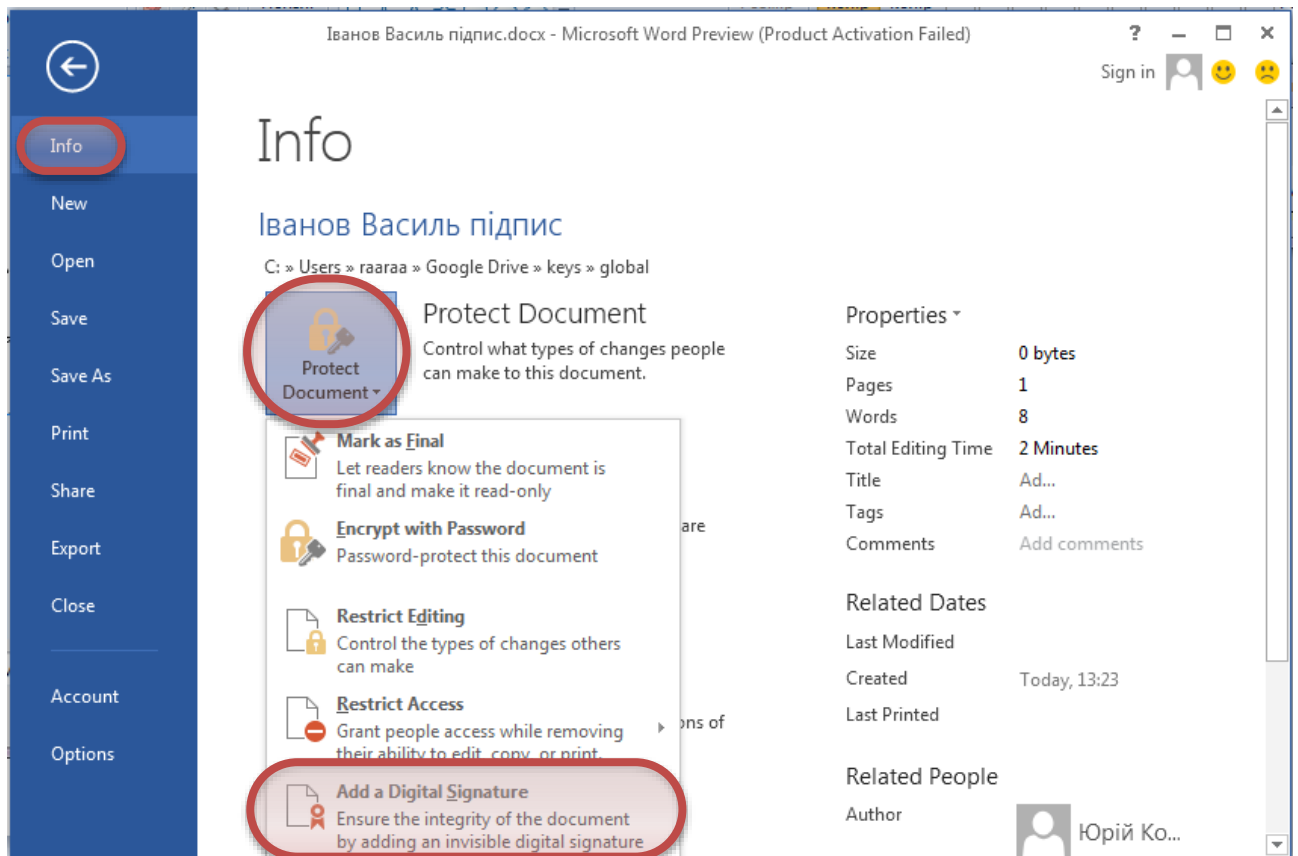 Іванов Василь підпис.docx - Microsoft Word Preview (Product Activation Failed)
?
Sign in
Info
New
Open
Save
Save As
Print
Share
Export
Close
Account
Options
Info
Іванов Василь підпис
C: » Users » raaraa » Google Drive » keys » global
Protect
Document
Protect Document
Control what types of changes people
can make to this document.
Mark as Final
Let readers know the document is
final and make it read-only
Encrypt with Password
Password-protect this document
are
Restrict Editing
Control the types of changes others
can make
Restrict Access
Grant people access while removing
their ability to edit, copy, or print.
ons of
Add a Digital Signature
Ensure the integrity of the document
by adding an invisible digital signature
Properties
Size 0 bytes
Pages 1
Words 8
Total Editing Time 2 Minutes
Title Ad...
Tags Ad...
Comments Add comments
Related Dates
Last Modified
Created Today, 13:23
Last Printed
Related People
Author
Юрій Ко...